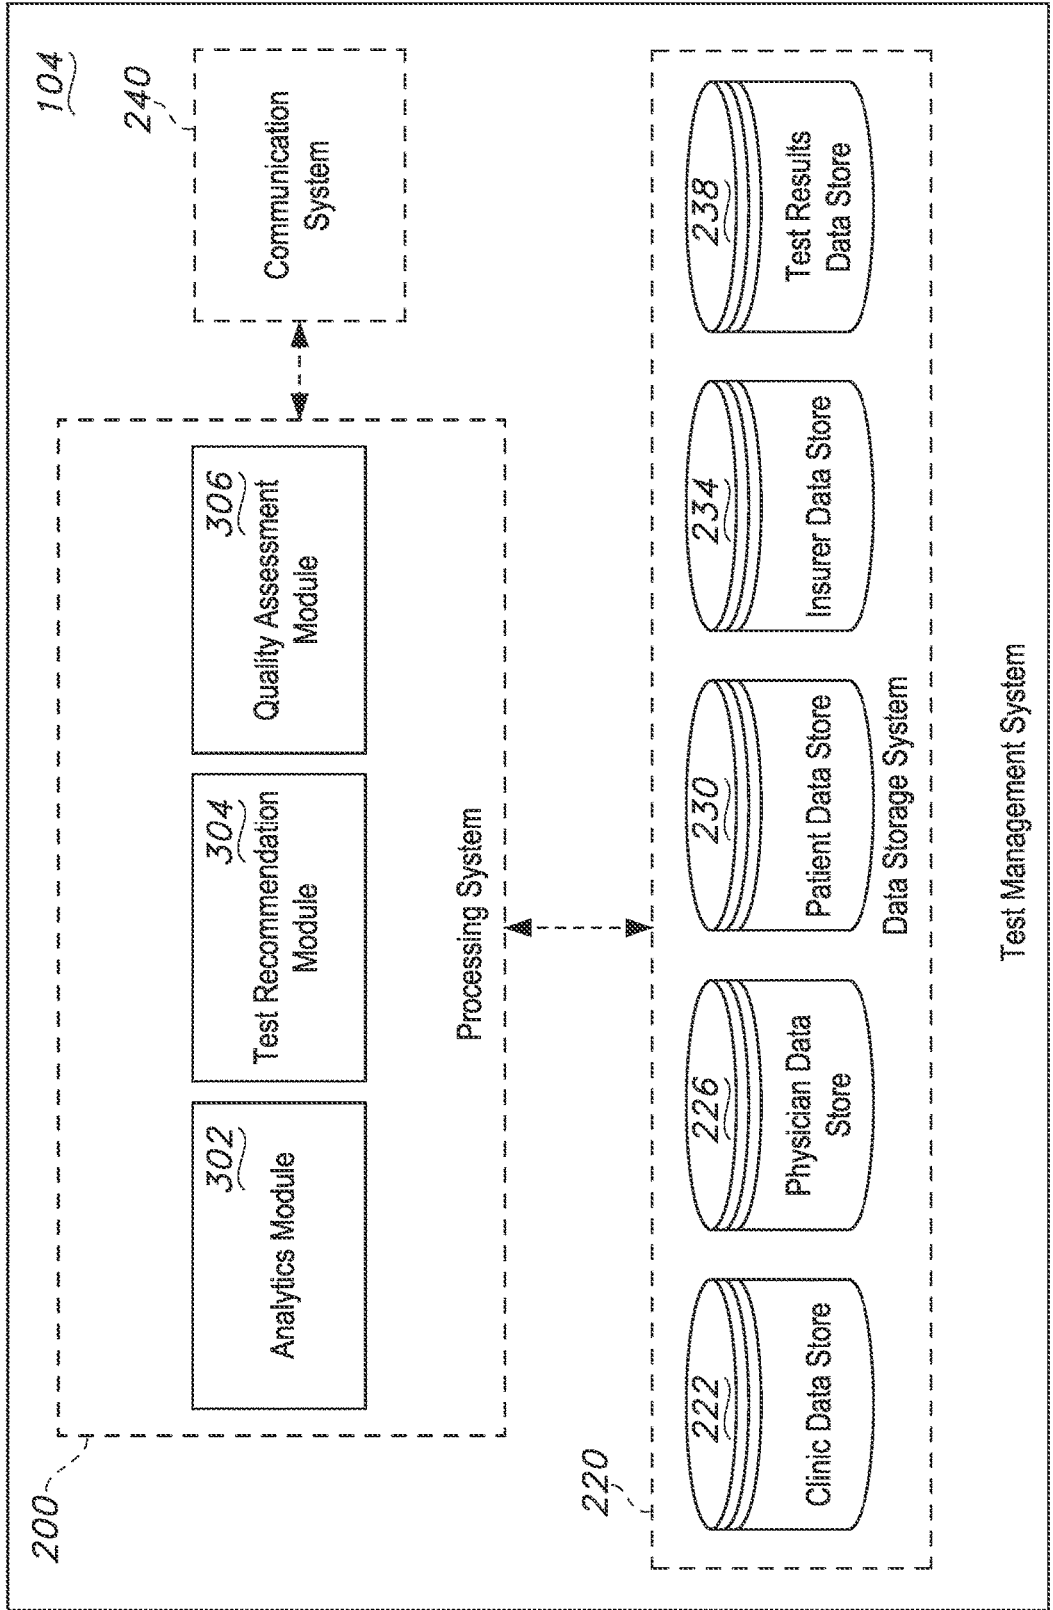 104
200
240
302
Analytics Module
304
Test Recommendation
Module
306
Quality Assessment
Module
Communication
System
Processing System
220
222
Clinic Data Store
226
Physician Data
Store
230
Patient Data Store
234
Insurer Data Store
238
Test Results
Data Store
Data Storage System
Test Management System